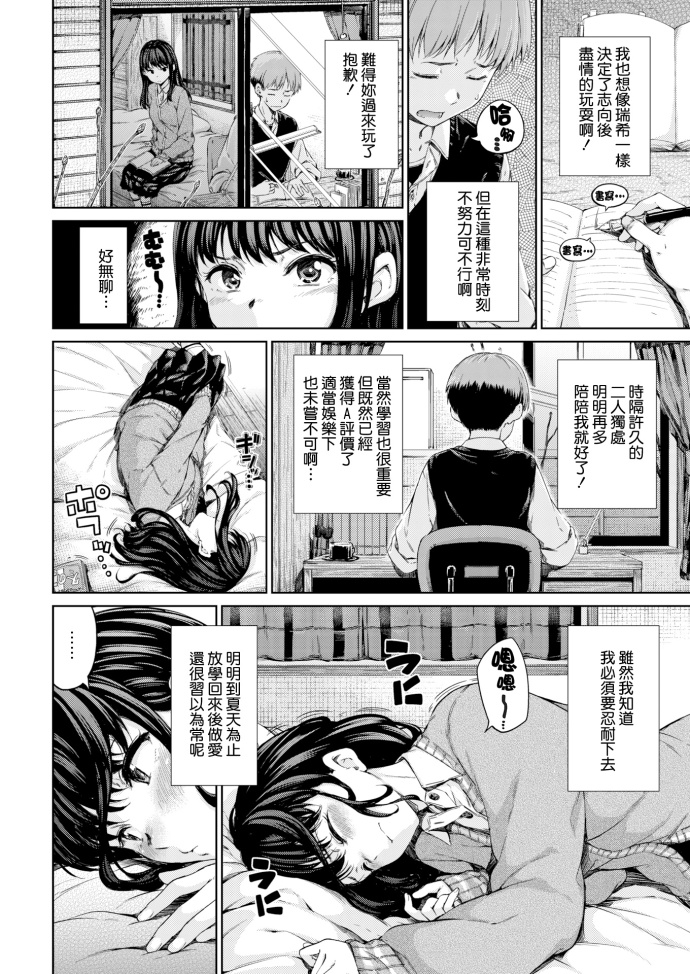 我也想像瑞希一樣
決定了志向後
盡情的玩耍啊！
書寫…
書寫…
哈啊…
但在這種非常時刻
不努力可不行啊
難得妳過來玩了
抱歉！
むむ〜…
好無聊…
時隔許久的
二人獨處
明明再多
陪陪我就好了！
當然學習也很重要
但既然已經
獲得A評價了
適當娛樂下
也未嘗不可啊…
ギシ…
ポフッ…
雖然我知道
我必須要忍耐下去
嗯嗯〜…
ぐに
明明到夏天為止
放學回來後做愛
還很習以為常呢
……